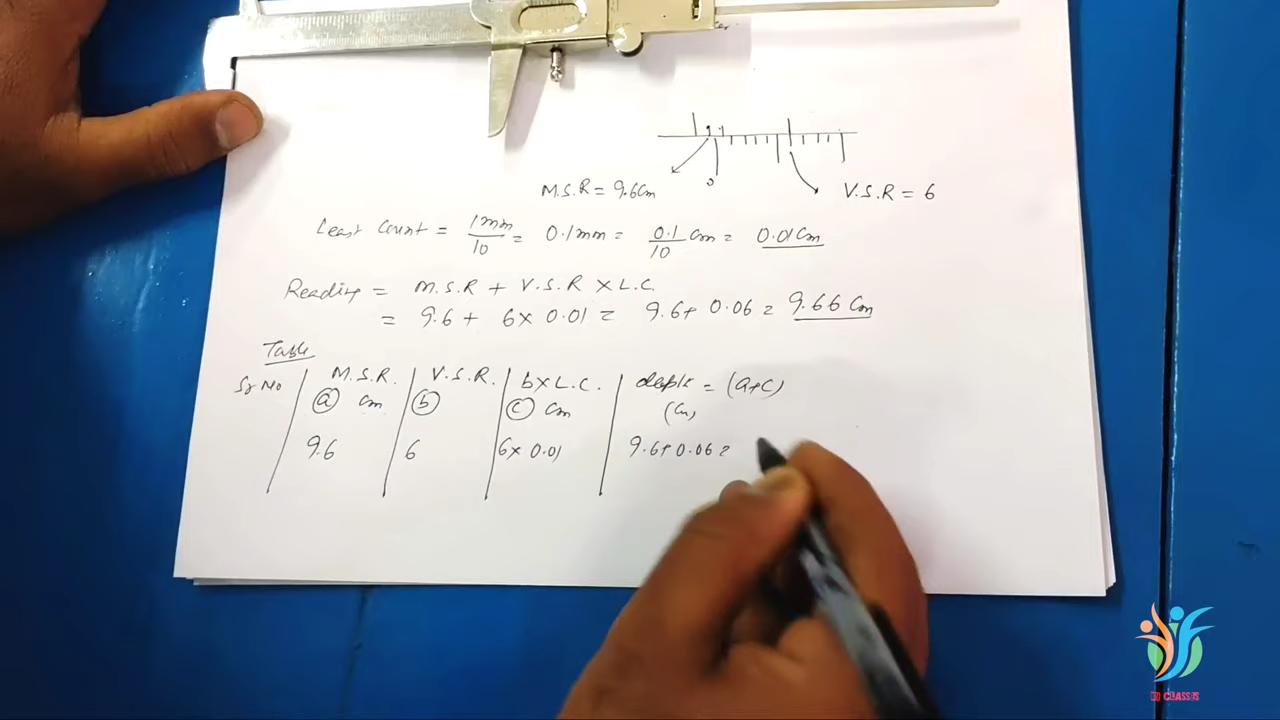 0
M.S.R = 9.6Cm
V.S.R = 6
Least Count = 1mm/10 = 0.1mm = 0.1/10 Cm = 0.01Cm
Reading = M.S.R + V.S.R X L.C.
= 9.6 + 6 x 0.01 = 9.6 + 0.06 = 9.66 Cm
Table
Sr No | M.S.R. | V.S.R. | b X L.C. | = (a+C)
a cm | b | c Cm | (Cm)
9.6 | 6 | 6 x 0.01 | 9.6 + 0.06 =
CLASSES